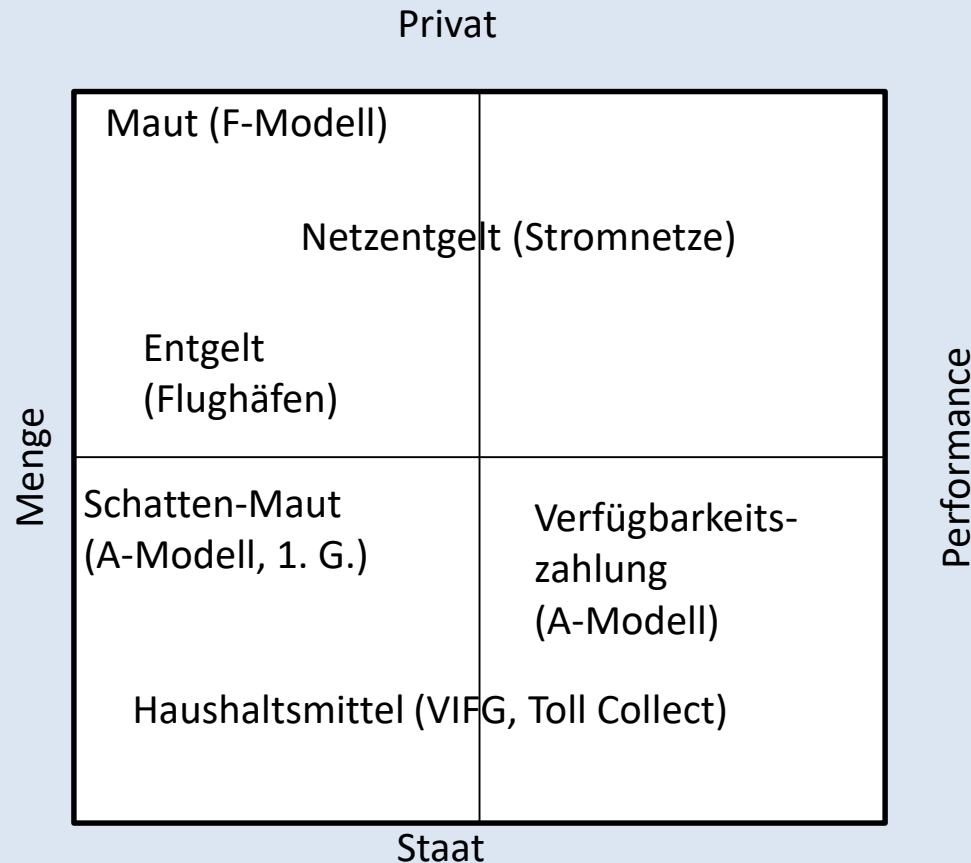 Privat
Maut (F-Modell)
Netzentgelt (Stromnetze)
Entgelt
(Flughäfen)
Menge
Performance
Schatten-Maut
(A-Modell, 1. G.)
Verfügbarkeits-
zahlung
(A-Modell)
Haushaltsmittel (VIFG, Toll Collect)
Staat